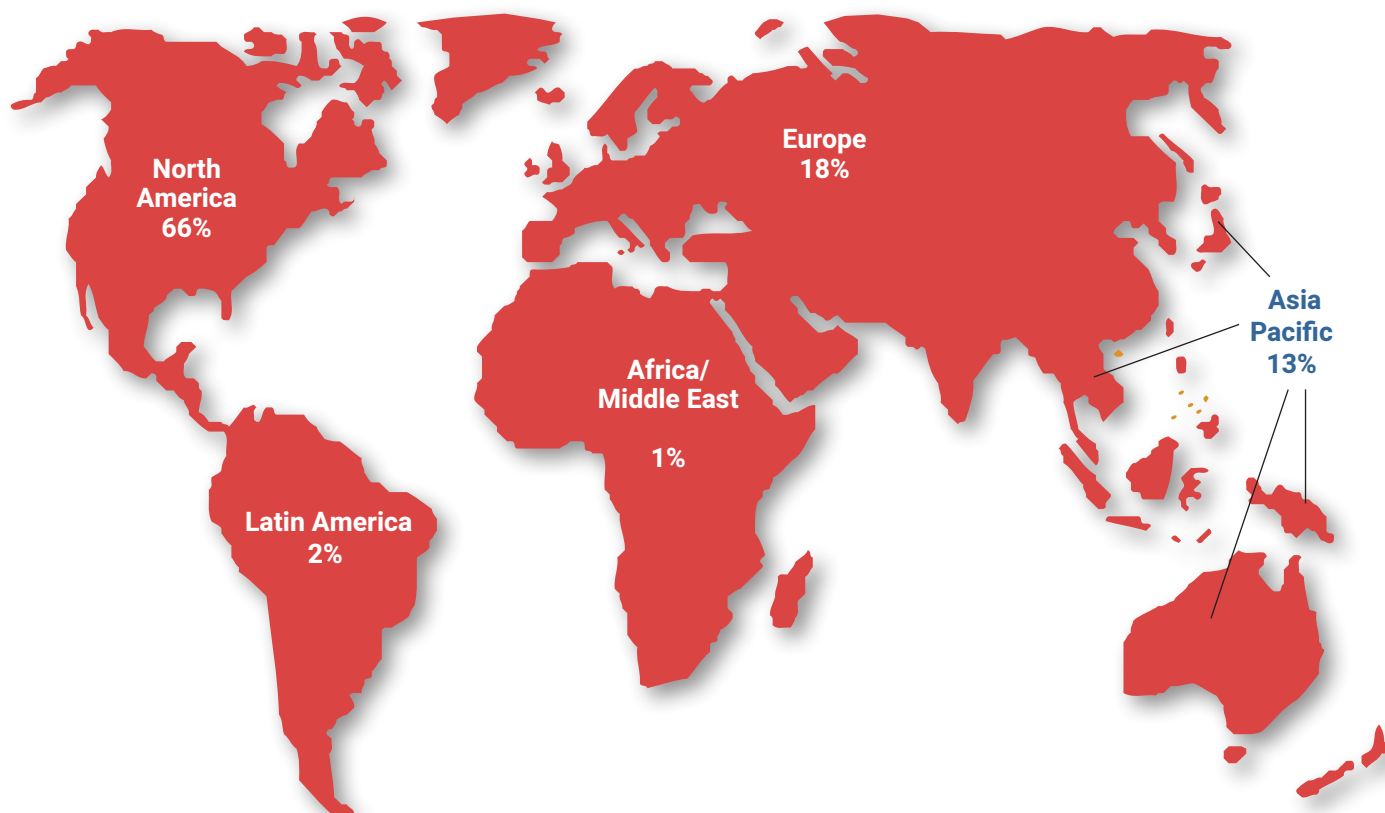 North
America
66%
Europe
18%
Asia
Pacific
13%
Africa/
Middle East
1%
Latin America
2%